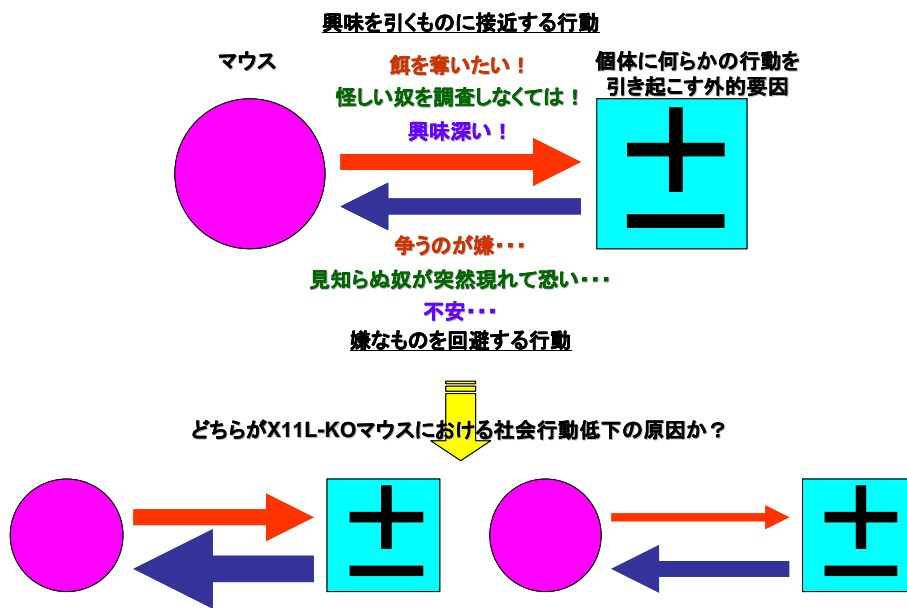 興味を引くものに接近する行動
マウス
餌を奪いたい！
怪しい奴を調査しなくては！
興味深い！
個体に何らかの行動を
引き起こす外的要因
争うのが嫌・・・
見知らぬ奴が突然現れて恐い・・・
不安・・・
嫌なものを回避する行動
どちらがX11L-KOマウスにおける社会行動低下の原因か？